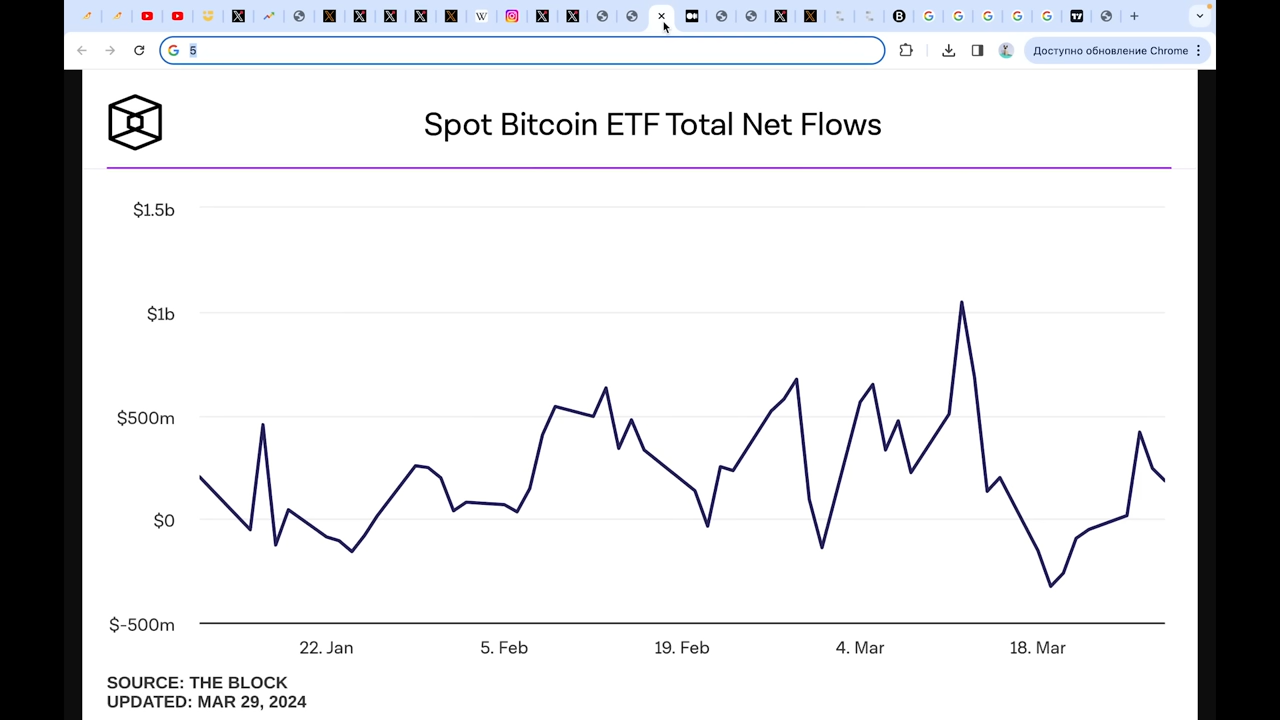 5
Доступно обновление Chrome
Spot Bitcoin ETF Total Net Flows
$1.5b
$1b
$500m
$0
$-500m
22. Jan 5. Feb 19. Feb 4. Mar 18. Mar
SOURCE: THE BLOCK
UPDATED: MAR 29, 2024